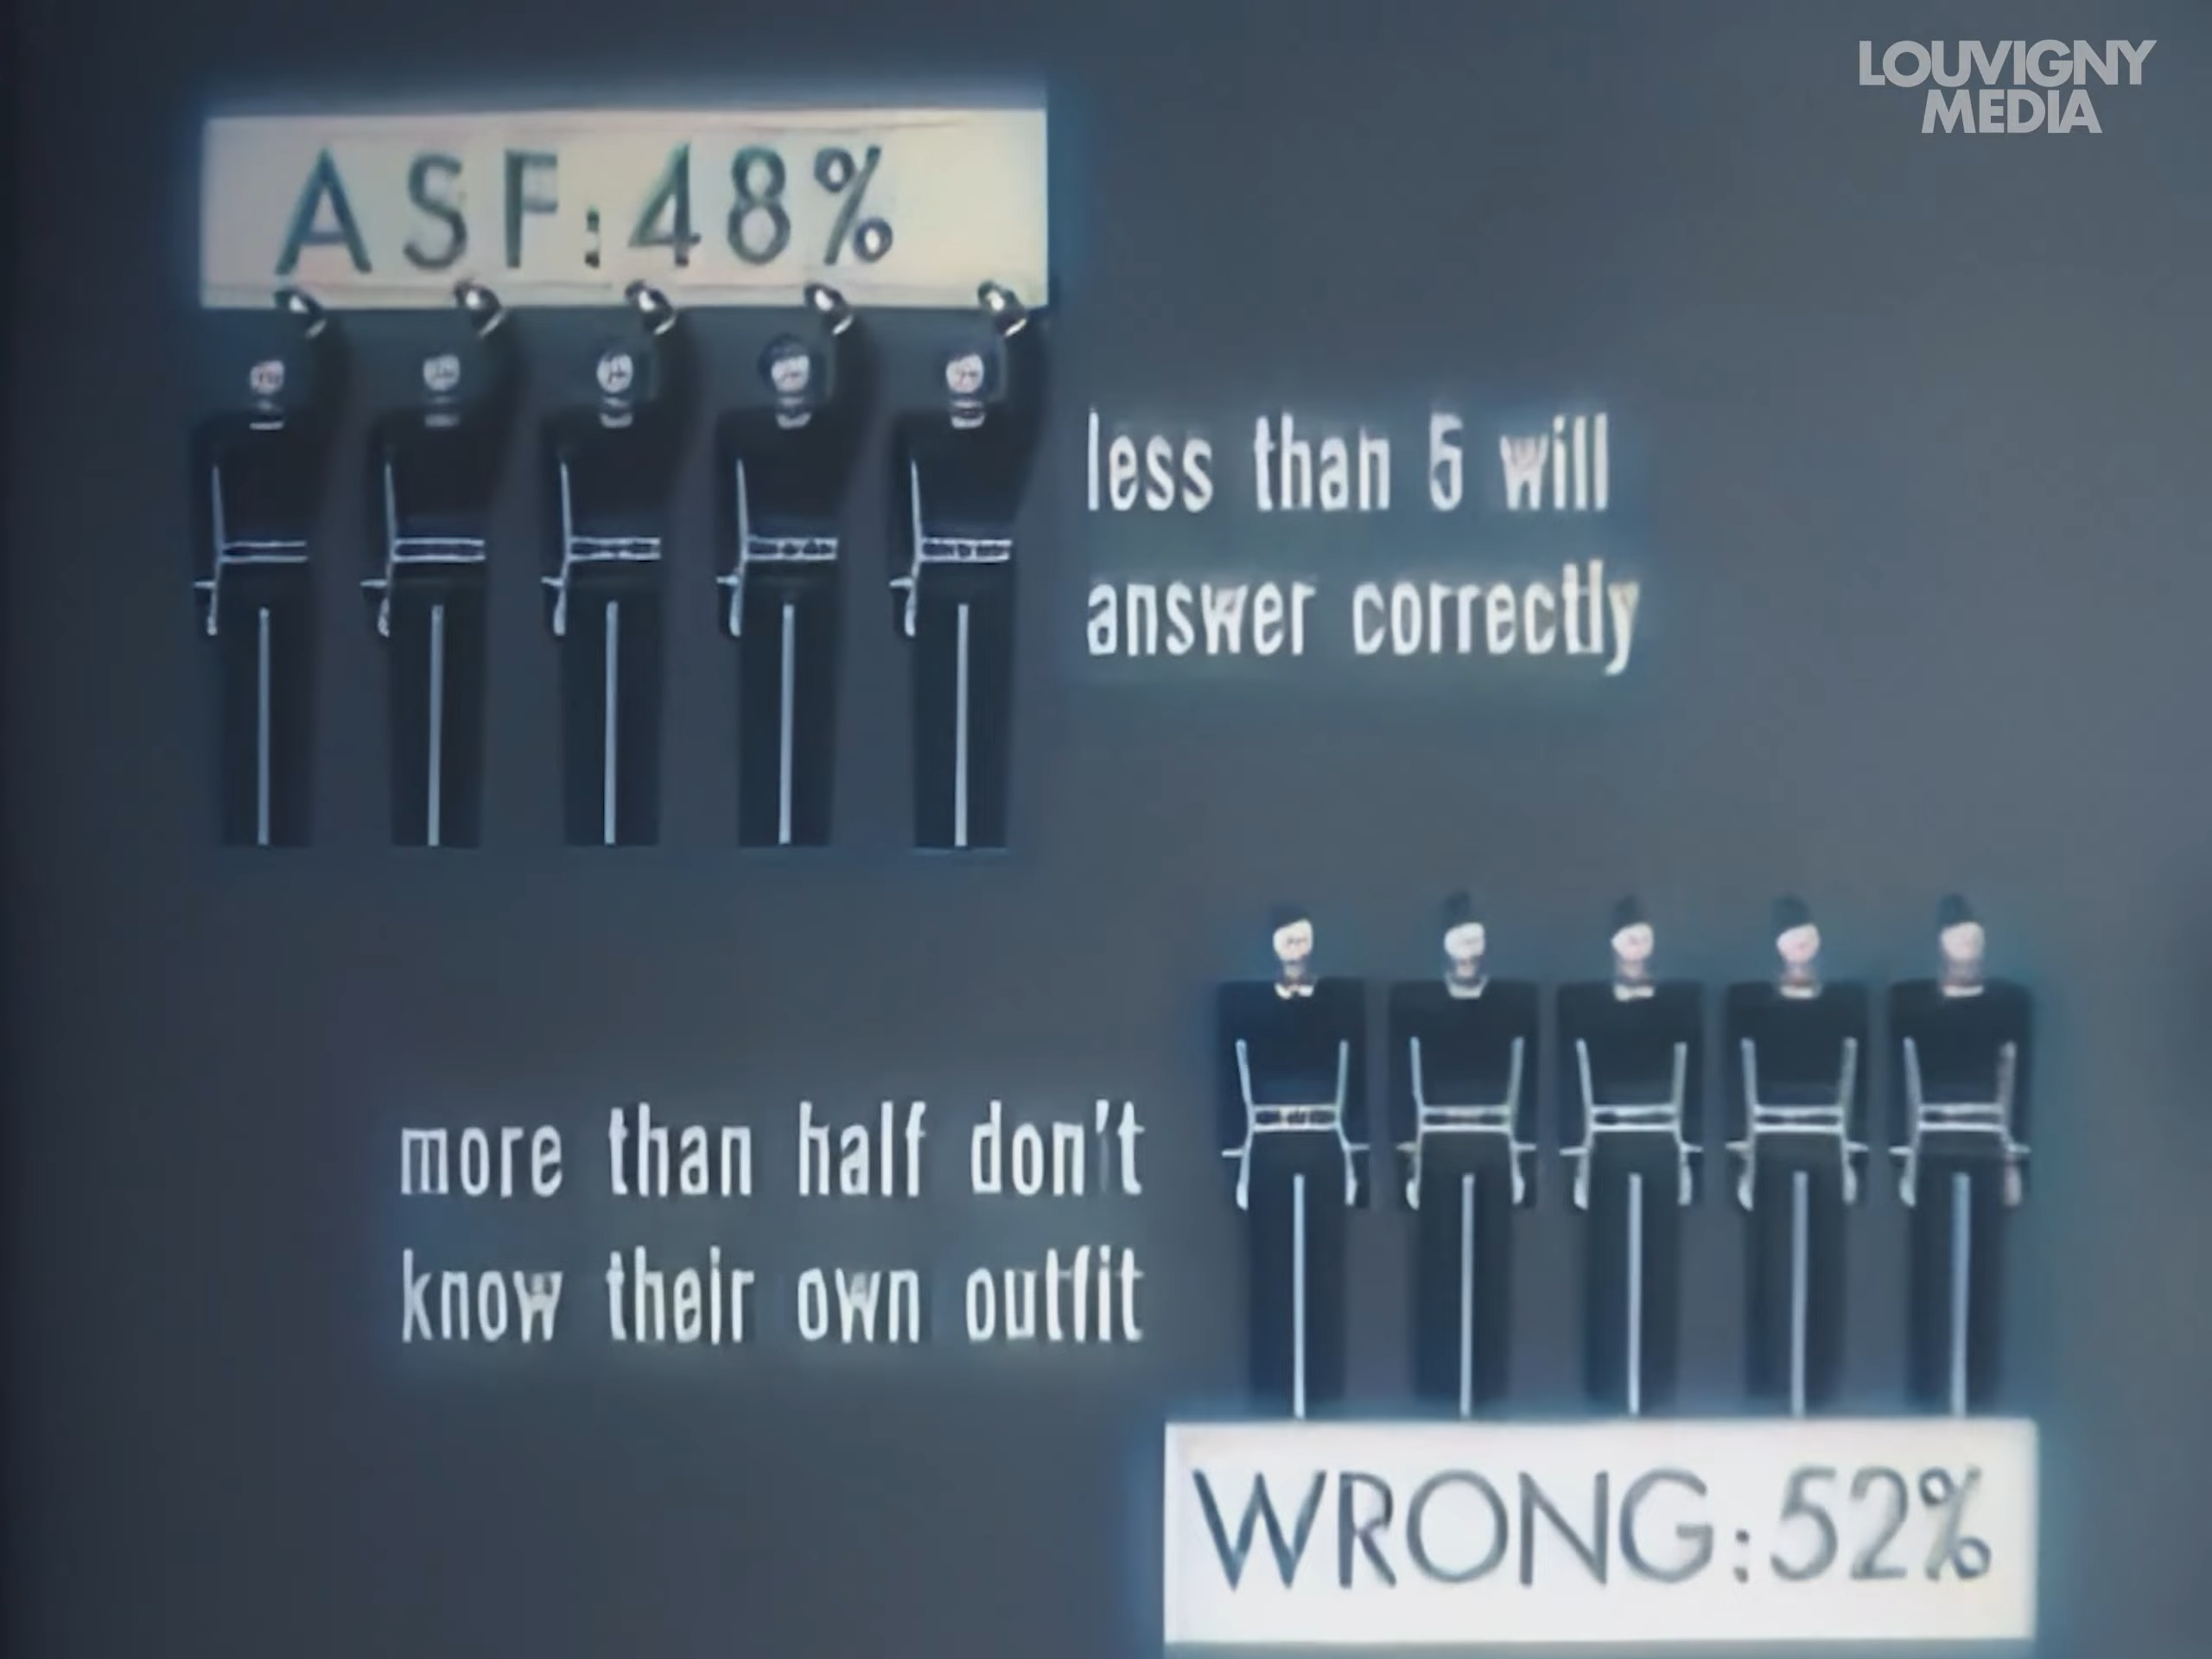 LOUVIGNY
MEDIA
ASF:48%
less than 5 will
answer correctly
more than half don't
know their own outfit
WRONG:52%